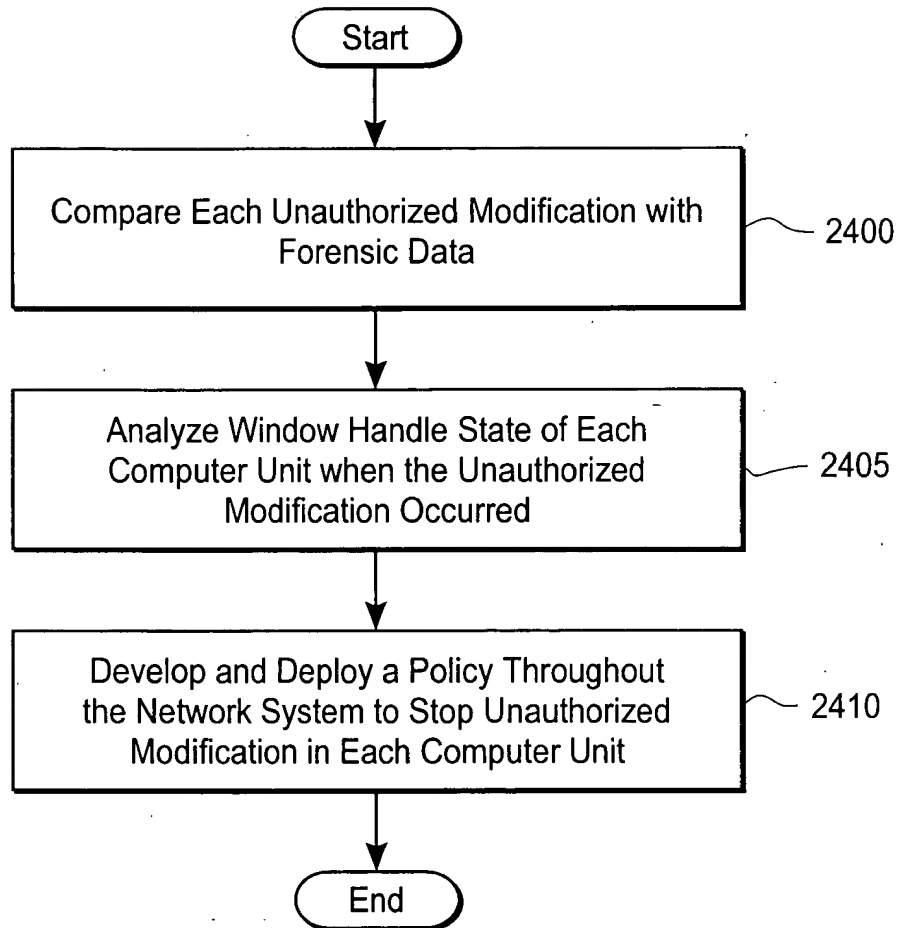 Start
Compare Each Unauthorized Modification with
Forensic Data
2400
Analyze Window Handle State of Each
Computer Unit when the Unauthorized
Modification Occurred
2405
Develop and Deploy a Policy Throughout
the Network System to Stop Unauthorized
Modification in Each Computer Unit
2410
End